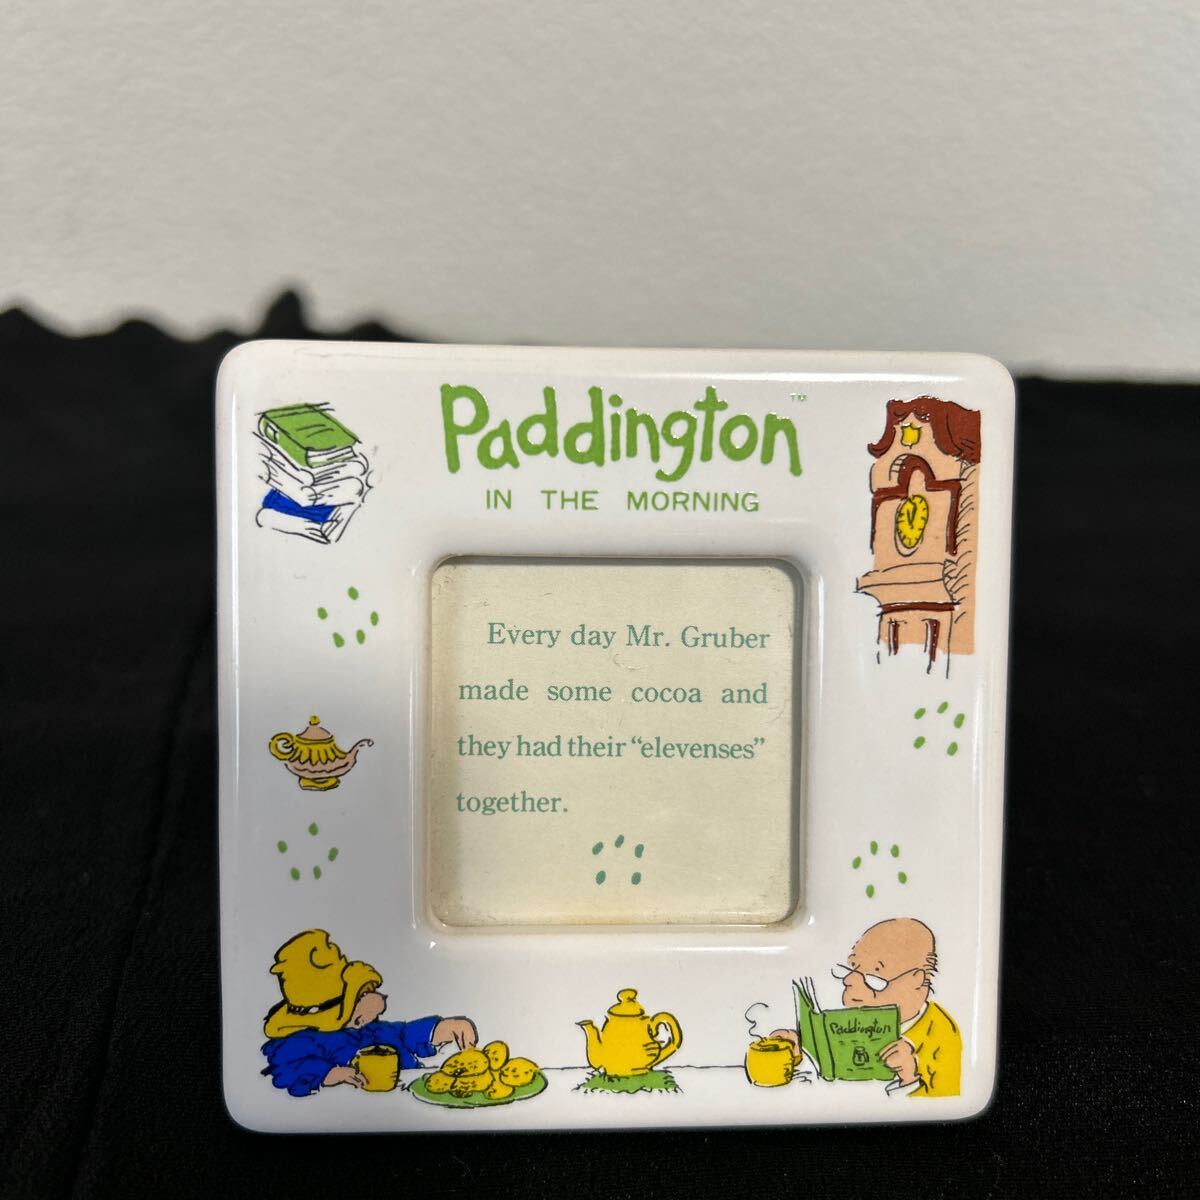 Paddington™
IN THE MORNING
Every day Mr. Gruber
made some cocoa and
they had their “elevenses”
together.
Paddington